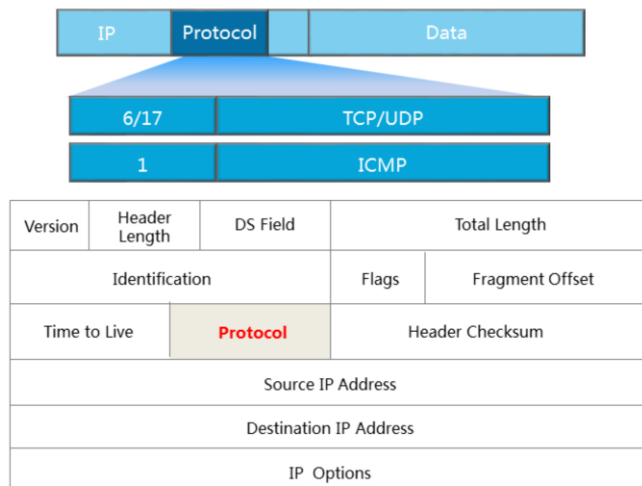 IP Protocol Data
6/17 TCP/UDP
1 ICMP
Version Header Length DS Field Total Length
Identification Flags Fragment Offset
Time to Live Protocol Header Checksum
Source IP Address
Destination IP Address
IP Options